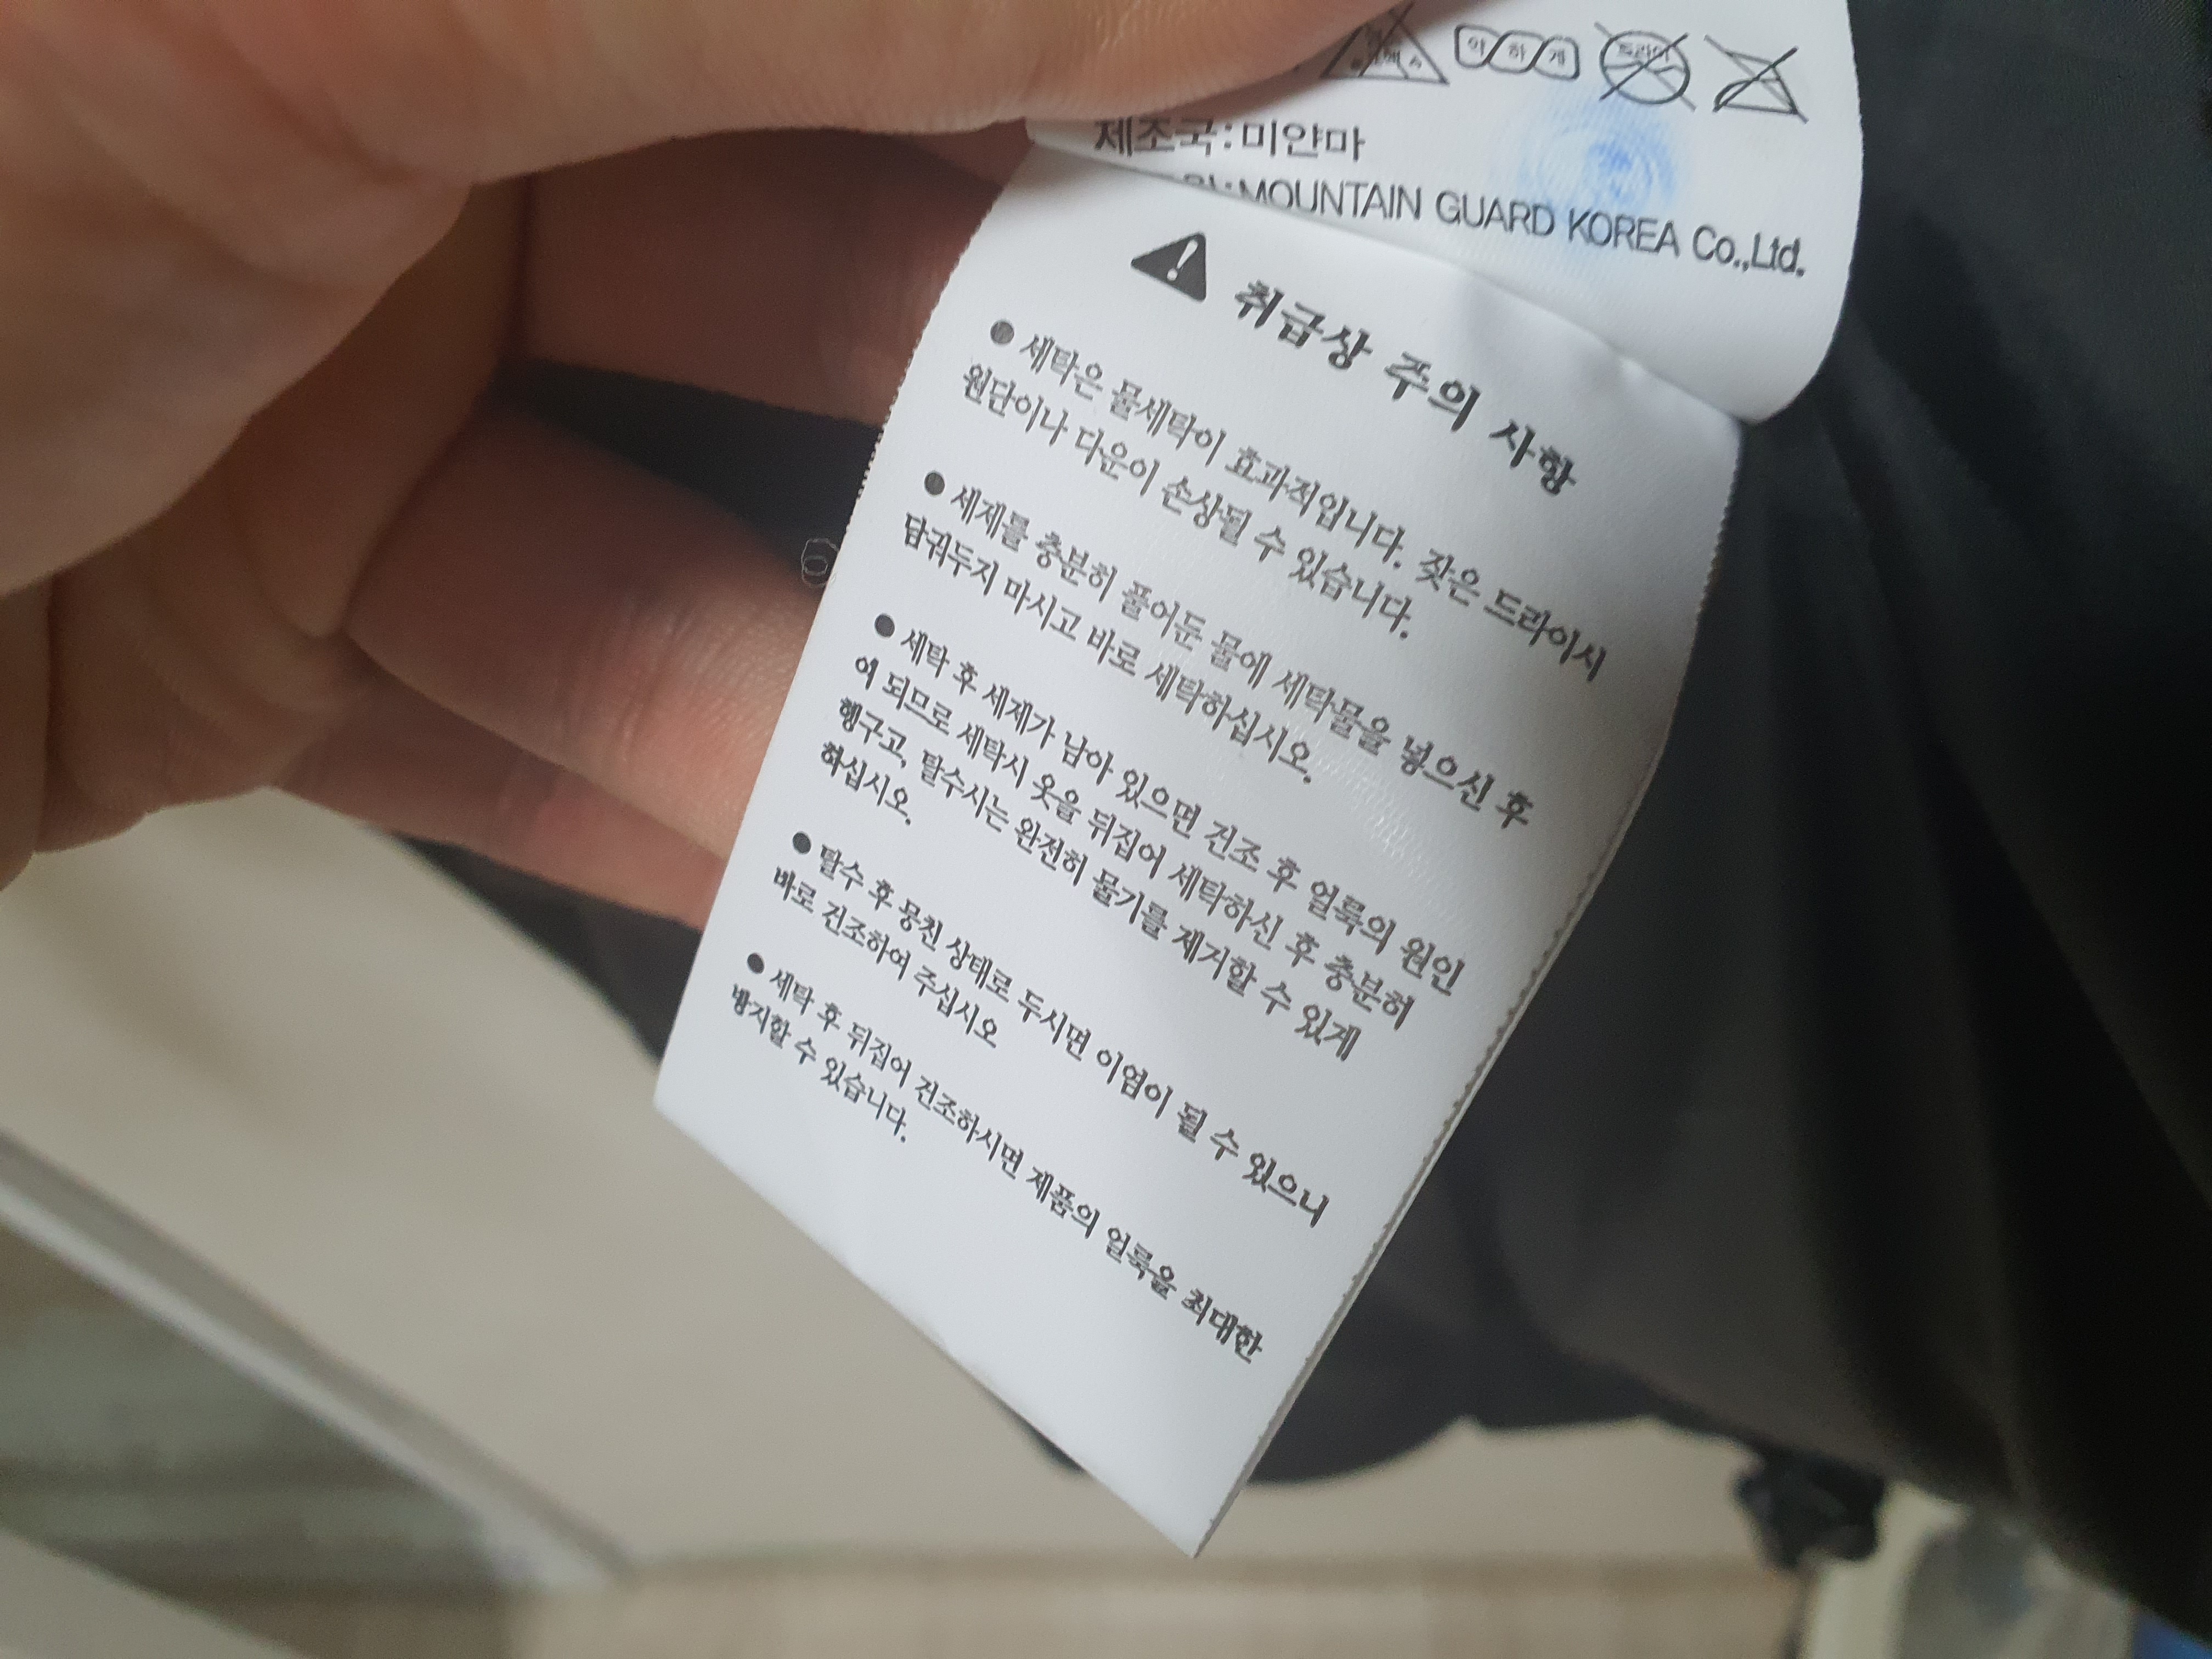 약하게
드라이
제조국:미얀마
MOUNTAIN GUARD KOREA Co.,Ltd.
취급상 주의 사항
● 세탁은 물세탁이 효과적입니다. 잦은 드라이시
원단이나 다운이 손상될 수 있습니다.
● 세제를 충분히 풀어둔 물에 세탁물을 넣으신 후
담궈두지 마시고 바로 세탁하십시오.
● 세탁 후 세제가 남아 있으면 건조 후 얼룩의 원인
이 되므로 세탁시 옷을 뒤집어 세탁하신 후 충분히
헹구고, 탈수시는 완전히 물기를 제거할 수 있게
하십시오.
● 탈수 후 뭉친 상태로 두시면 이염이 될 수 있으니
바로 건조하여 주십시오
● 세탁 후 뒤집어 건조하시면 제품의 얼룩을 최대한
방지할 수 있습니다.